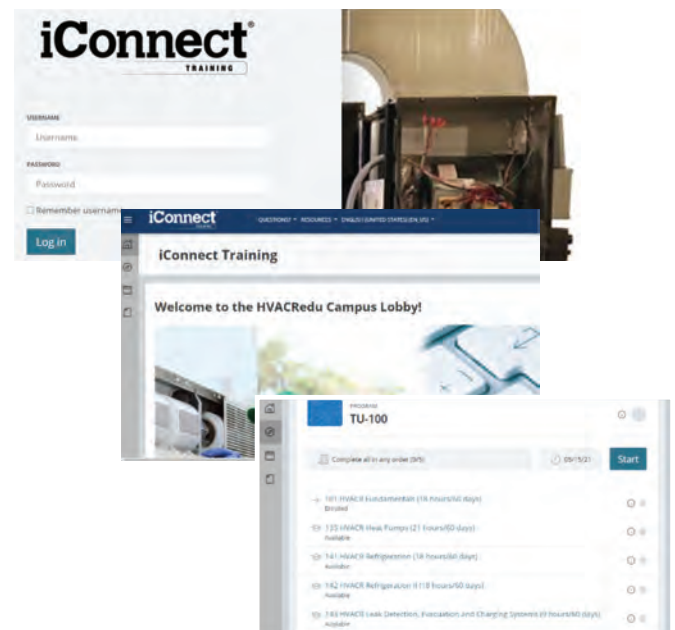 iConnect®
TRAINING
USERNAME
Username
PASSWORD
Password
Remember username
Log in
iConnect
QUESTIONS? RESOURCES ENGLISH (UNITED STATES) (EN_US)
iConnect Training
Welcome to the HVACRedu Campus Lobby!
PROGRAM
TU-100
Complete all in any order (0/5) 09/15/21 Start
101 HVACR Fundamentals (16 hours/60 days)
Enrolled
135 HVACR Heat Pumps (21 hours/60 days)
Available
141 HVACR Refrigeration (18 hours/60 days)
Available
142 HVACR Refrigeration II (18 hours/60 days)
Available
143 HVACR Leak Detection, Evacuation and Charging Systems (9 hours/60 days)
Available